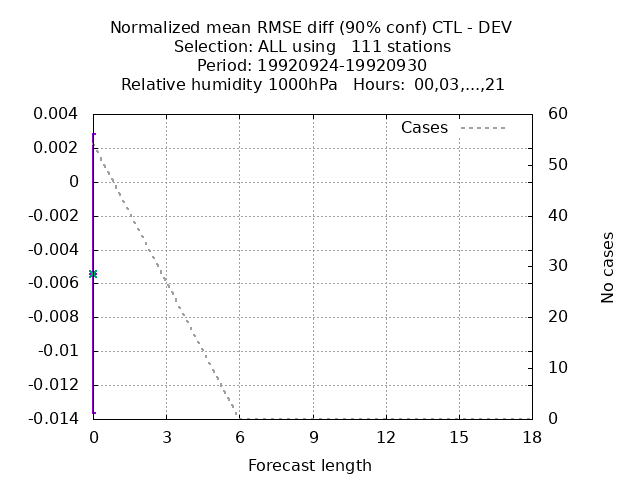 Normalized mean RMSE diff (90% conf) CTL - DEV
Selection: ALL using   111 stations
Period: 19920924-19920930
Relative humidity 1000hPa   Hours:  00,03,...,21
Cases
0.004
0.002
0
-0.002
-0.004
-0.006
-0.008
-0.01
-0.012
-0.014
60
50
40
30
20
10
0
No cases
0 3 6 9 12 15 18
Forecast length